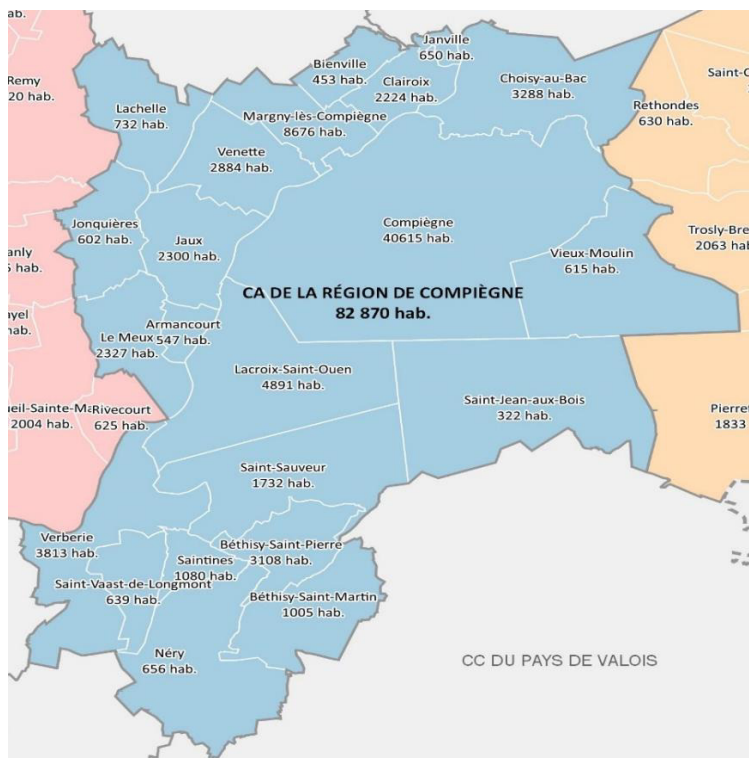 ab.
Remy
20 hab.
Lachelle
732 hab.
Bienville
453 hab.
Janville
650 hab.
Clairoix
2224 hab.
Choisy-au-Bac
3288 hab.
Rethondes
630 hab.
Margny-lès-Compiègne
8676 hab.
Venette
2884 hab.
Jonquières
602 hab.
Jaux
2300 hab.
Compiègne
40615 hab.
Vieux-Moulin
615 hab.
Trosly-Bre
2063 hab
CA DE LA RÉGION DE COMPIÈGNE
82 870 hab.
Le Meux
2327 hab.
Armancourt
547 hab.
Lacroix-Saint-Ouen
4891 hab.
Saint-Jean-aux-Bois
322 hab.
Rivecourt
625 hab.
2004 hab.
1833
Saint-Sauveur
1732 hab.
Verberie
3813 hab.
Saintines
1080 hab.
Béthisy-Saint-Pierre
3108 hab.
Saint-Vaast-de-Longmont
639 hab.
Béthisy-Saint-Martin
1005 hab.
Néry
656 hab.
CC DU PAYS DE VALOIS